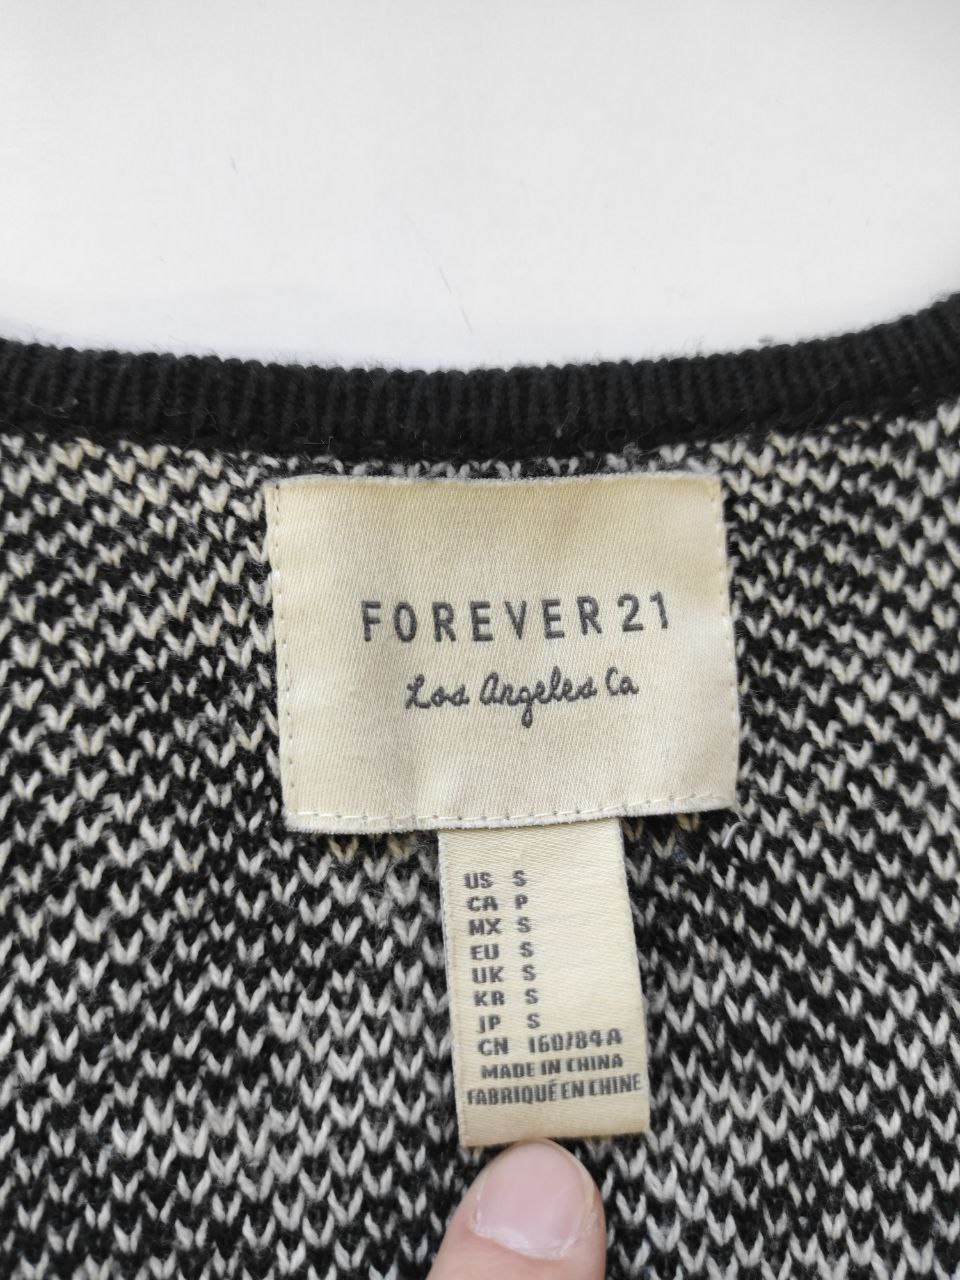 FOREVER 21
Los Angeles Ca
US S
CA P
MX S
EU S
UK S
KR S
JP S
CN 160/84A
MADE IN CHINA
FABRIQUÉ EN CHINE